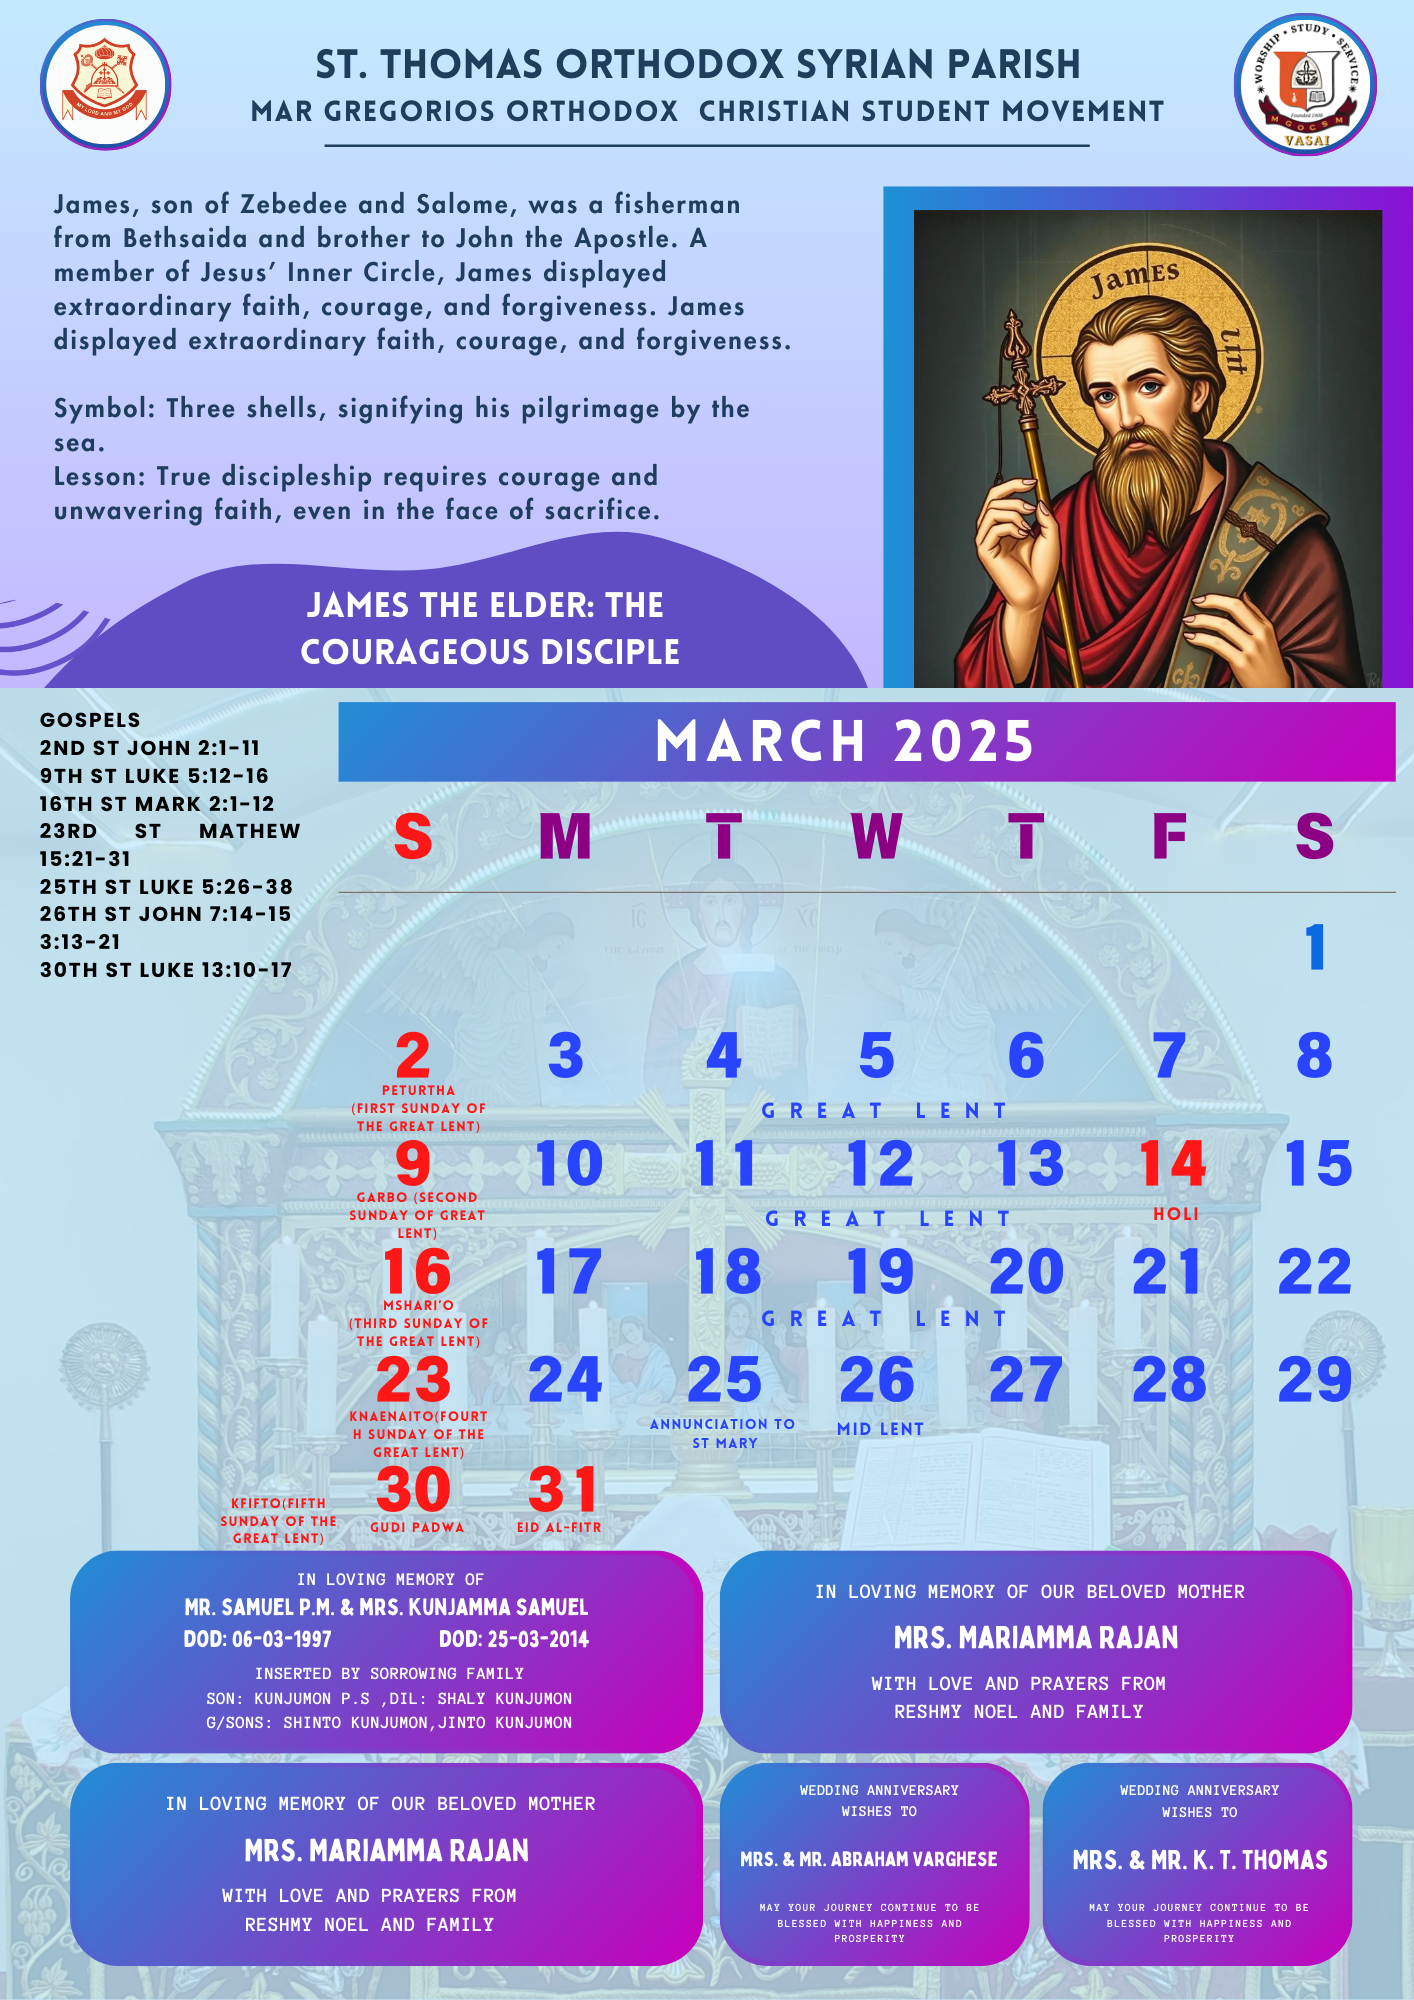 ST. THOMAS ORTHODOX SYRIAN PARISH
MAR GREGORIOS ORTHODOX CHRISTIAN STUDENT MOVEMENT
MY LORD AND MY GOD
WORSHIP • STUDY • SERVICE
Founded 1908
MGOCSM
VASAI
James, son of Zebedee and Salome, was a fisherman
from Bethsaida and brother to John the Apostle. A
member of Jesus’ Inner Circle, James displayed
extraordinary faith, courage, and forgiveness. James
displayed extraordinary faith, courage, and forgiveness.
Symbol: Three shells, signifying his pilgrimage by the
sea.
Lesson: True discipleship requires courage and
unwavering faith, even in the face of sacrifice.
James
JAMES THE ELDER: THE
COURAGEOUS DISCIPLE
GOSPELS
2ND ST JOHN 2:1-11
9TH ST LUKE 5:12-16
16TH ST MARK 2:1-12
23RD ST MATHEW
15:21-31
25TH ST LUKE 5:26-38
26TH ST JOHN 7:14-15
3:13-21
30TH ST LUKE 13:10-17
MARCH 2025
S M T W T F S
IC XC
1
2 3 4 5 6 7 8
PETURTHA
(FIRST SUNDAY OF
THE GREAT LENT)
GREAT LENT
9 10 11 12 13 14 15
GARBO (SECOND
SUNDAY OF GREAT
LENT)
GREAT LENT
HOLI
16 17 18 19 20 21 22
MSHARI'O
(THIRD SUNDAY OF
THE GREAT LENT)
GREAT LENT
23 24 25 26 27 28 29
KNAENAITO(FOURT
H SUNDAY OF THE
GREAT LENT)
ANNUNCIATION TO
ST MARY
MID LENT
30 31
KFIFTO(FIFTH
SUNDAY OF THE
GREAT LENT)
GUDI PADWA
EID AL-FITR
IN LOVING MEMORY OF
MR. SAMUEL P.M. & MRS. KUNJAMMA SAMUEL
DOD: 06-03-1997 DOD: 25-03-2014
INSERTED BY SORROWING FAMILY
SON: KUNJUMON P.S ,DIL: SHALY KUNJUMON
G/SONS: SHINTO KUNJUMON,JINTO KUNJUMON
IN LOVING MEMORY OF OUR BELOVED MOTHER
MRS. MARIAMMA RAJAN
WITH LOVE AND PRAYERS FROM
RESHMY NOEL AND FAMILY
IN LOVING MEMORY OF OUR BELOVED MOTHER
MRS. MARIAMMA RAJAN
WITH LOVE AND PRAYERS FROM
RESHMY NOEL AND FAMILY
WEDDING ANNIVERSARY
WISHES TO
MRS. & MR. ABRAHAM VARGHESE
MAY YOUR JOURNEY CONTINUE TO BE
BLESSED WITH HAPPINESS AND
PROSPERITY
WEDDING ANNIVERSARY
WISHES TO
MRS. & MR. K. T. THOMAS
MAY YOUR JOURNEY CONTINUE TO BE
BLESSED WITH HAPPINESS AND
PROSPERITY